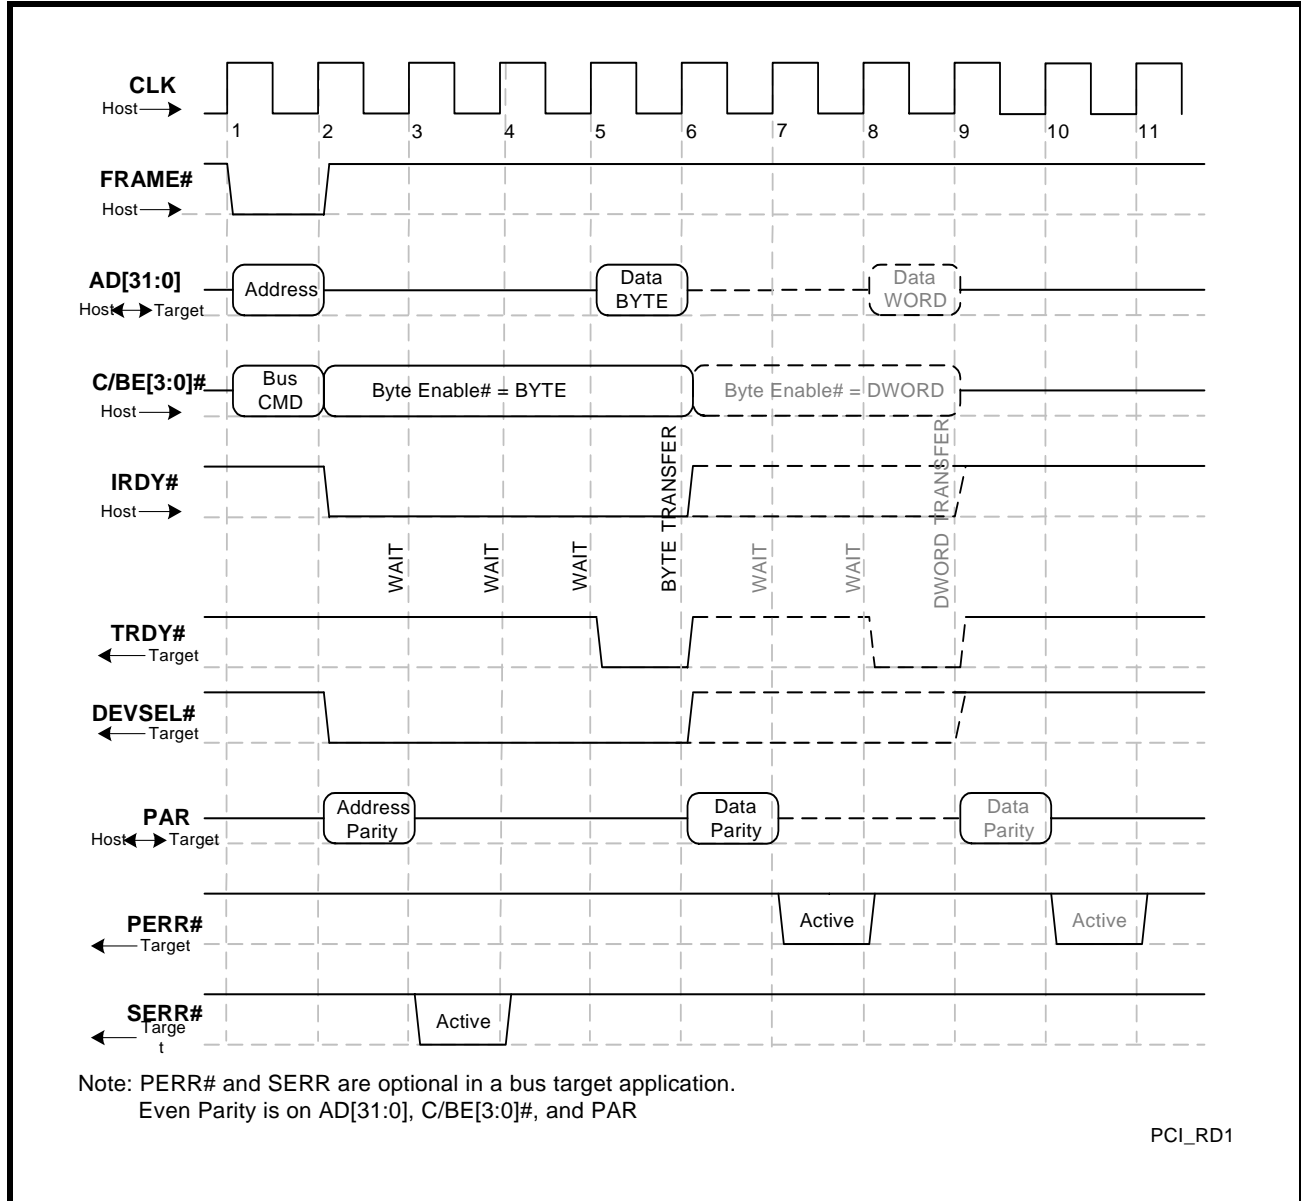 CLK
Host
1 2 3 4 5 6 7 8 9 10 11
FRAME#
Host
AD[31:0]
Host Target
Address
Data
BYTE
Data
WORD
C/BE[3:0]#
Host
Bus
CMD
Byte Enable# = BYTE
Byte Enable# = DWORD
IRDY#
Host
WAIT
WAIT
WAIT
BYTE TRANSFER
WAIT
WAIT
DWORD TRANSFER
TRDY#
Target
DEVSEL#
Target
PAR
Host Target
Address
Parity
Data
Parity
Data
Parity
PERR#
Target
Active
Active
SERR#
Targe
t
Active
Note: PERR# and SERR are optional in a bus target application.
Even Parity is on AD[31:0], C/BE[3:0]#, and PAR
PCI_RD1